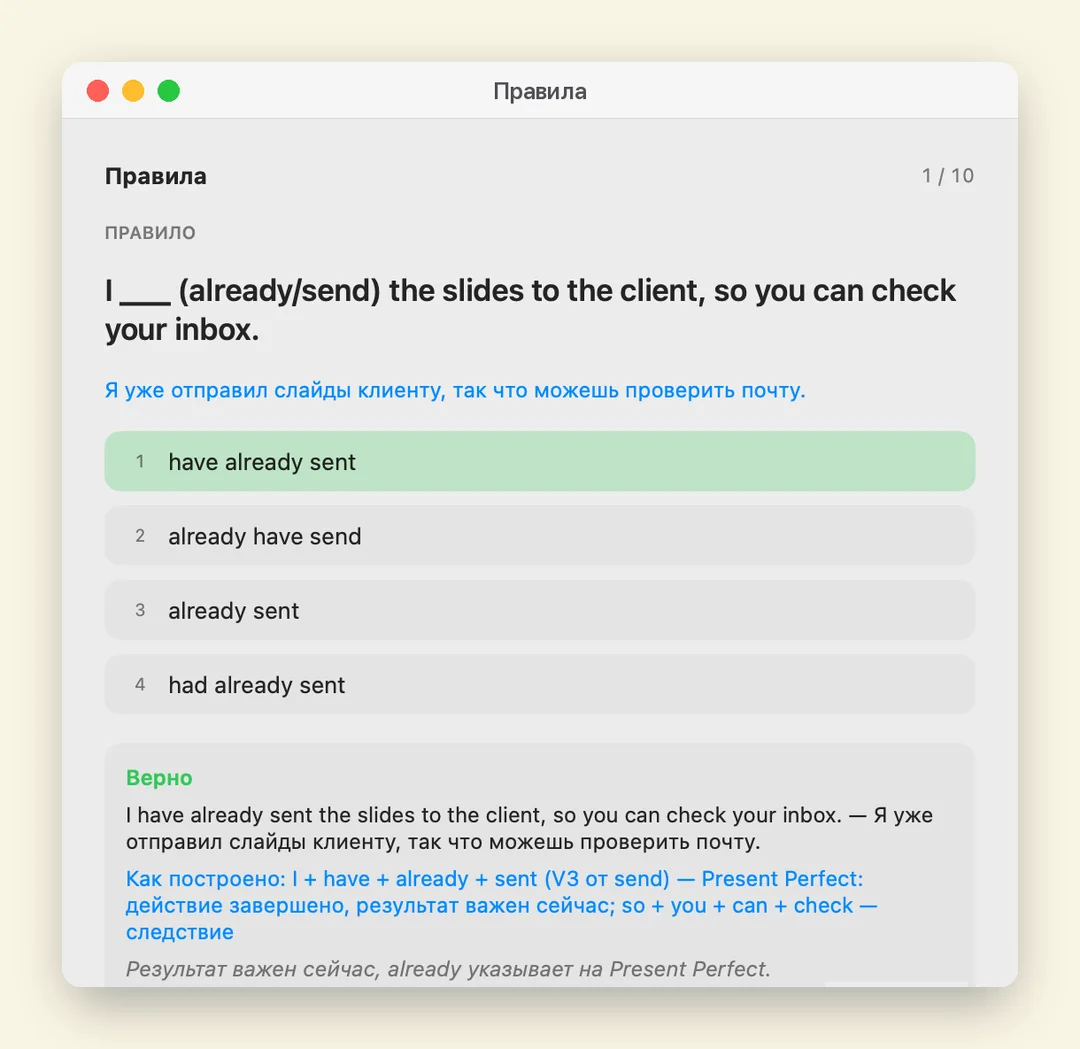 Правила
Правила
1 / 10
ПРАВИЛО
I ___ (already/send) the slides to the client, so you can check
your inbox.
Я уже отправил слайды клиенту, так что можешь проверить почту.
1 have already sent
2 already have send
3 already sent
4 had already sent
Верно
I have already sent the slides to the client, so you can check your inbox. — Я уже
отправил слайды клиенту, так что можешь проверить почту.
Как построено: I + have + already + sent (V3 от send) — Present Perfect:
действие завершено, результат важен сейчас; so + you + can + check —
следствие
Результат важен сейчас, already указывает на Present Perfect.